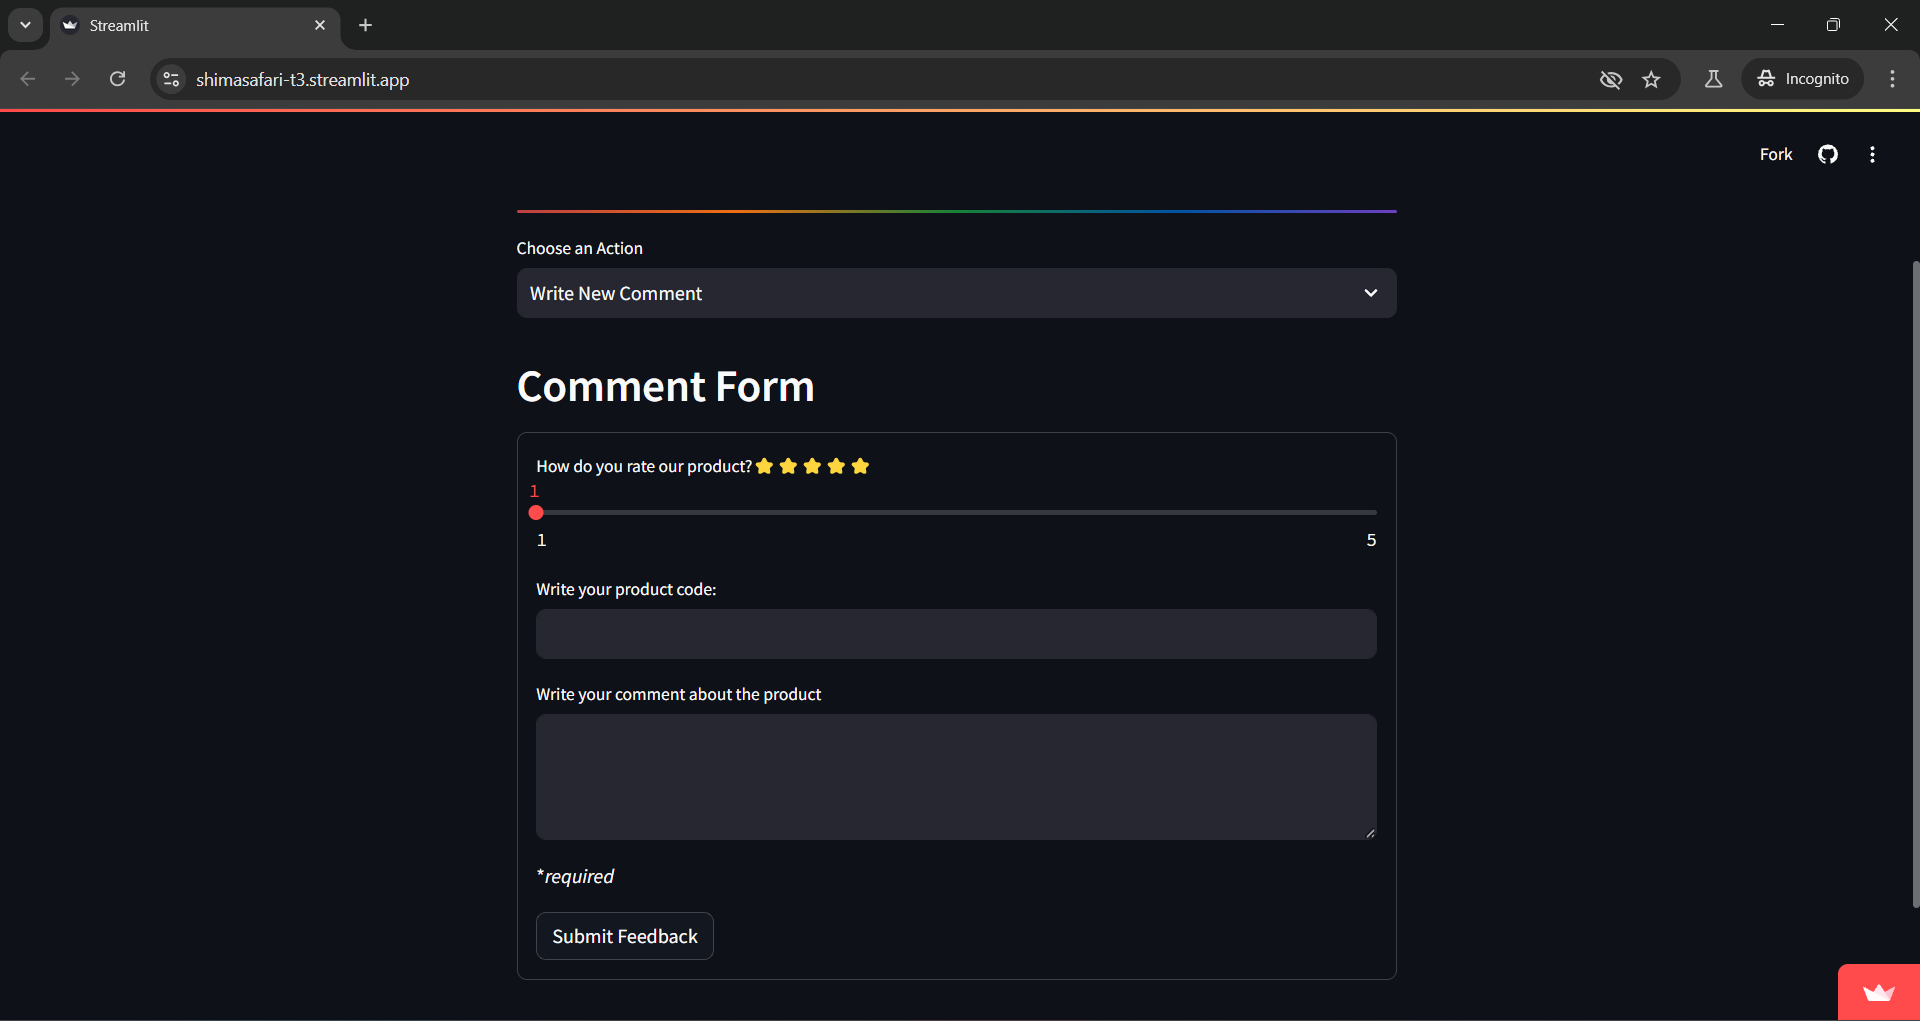 Streamlit
shimasafari-t3.streamlit.app
Incognito
Fork
Choose an Action
Write New Comment
Comment Form
How do you rate our product?⭐⭐⭐⭐⭐
1
1 5
Write your product code:
Write your comment about the product
*required
Submit Feedback